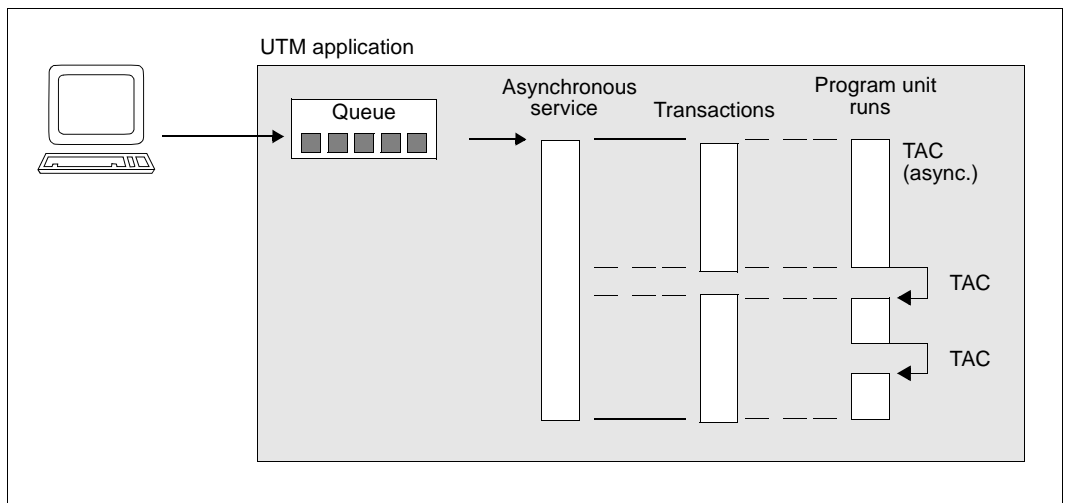 UTM application
Queue
Asynchronous
service
Transactions
Program unit
runs
TAC
(async.)
TAC
TAC